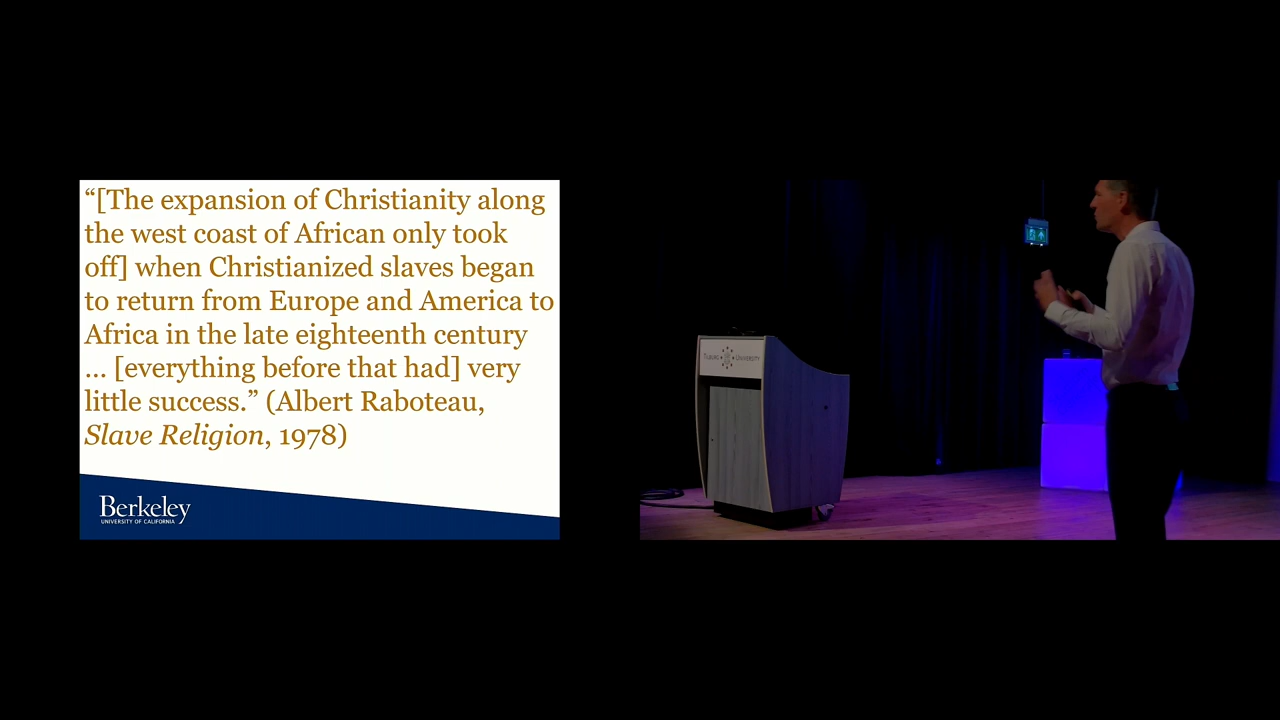 “[The expansion of Christianity along
the west coast of African only took
off] when Christianized slaves began
to return from Europe and America to
Africa in the late eighteenth century
... [everything before that had] very
little success.” (Albert Raboteau,
Slave Religion, 1978)
Berkeley
UNIVERSITY OF CALIFORNIA
TILBURG UNIVERSITY